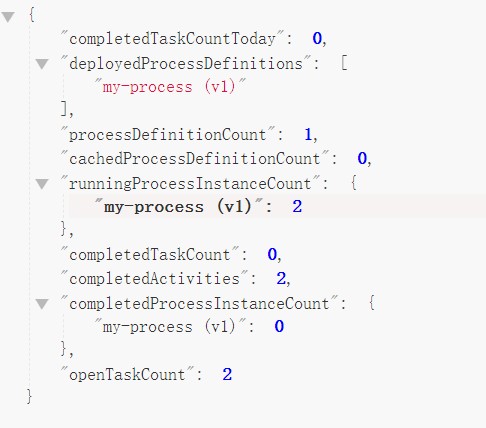 {
"completedTaskCountToday": 0,
"deployedProcessDefinitions": [
"my-process (v1)"
],
"processDefinitionCount": 1,
"cachedProcessDefinitionCount": 0,
"runningProcessInstanceCount": {
"my-process (v1)": 2
},
"completedTaskCount": 0,
"completedActivities": 2,
"completedProcessInstanceCount": {
"my-process (v1)": 0
},
"openTaskCount": 2
}